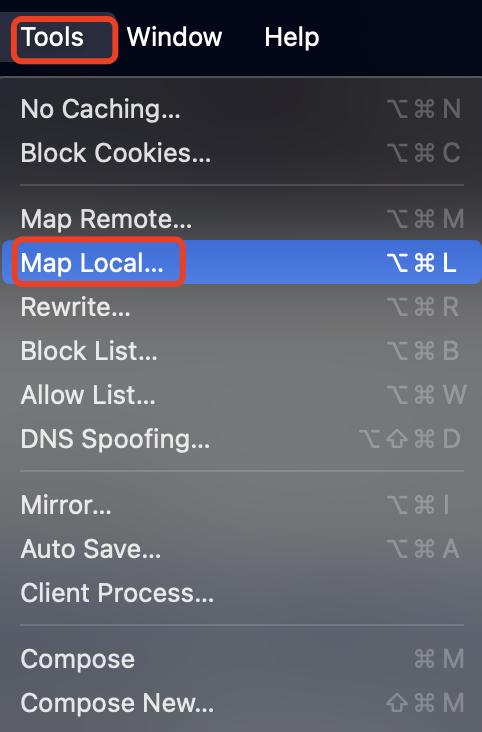 Tools Window Help
No Caching... ⌥⌘N
Block Cookies... ⌥⌘C
Map Remote... ⌥⌘M
Map Local... ⌥⌘L
Rewrite... ⌥⌘R
Block List... ⌥⌘B
Allow List... ⌥⌘W
DNS Spoofing... ⌥⇧⌘D
Mirror... ⌥⌘I
Auto Save... ⌥⌘A
Client Process...
Compose ⌘M
Compose New... ⇧⌘M